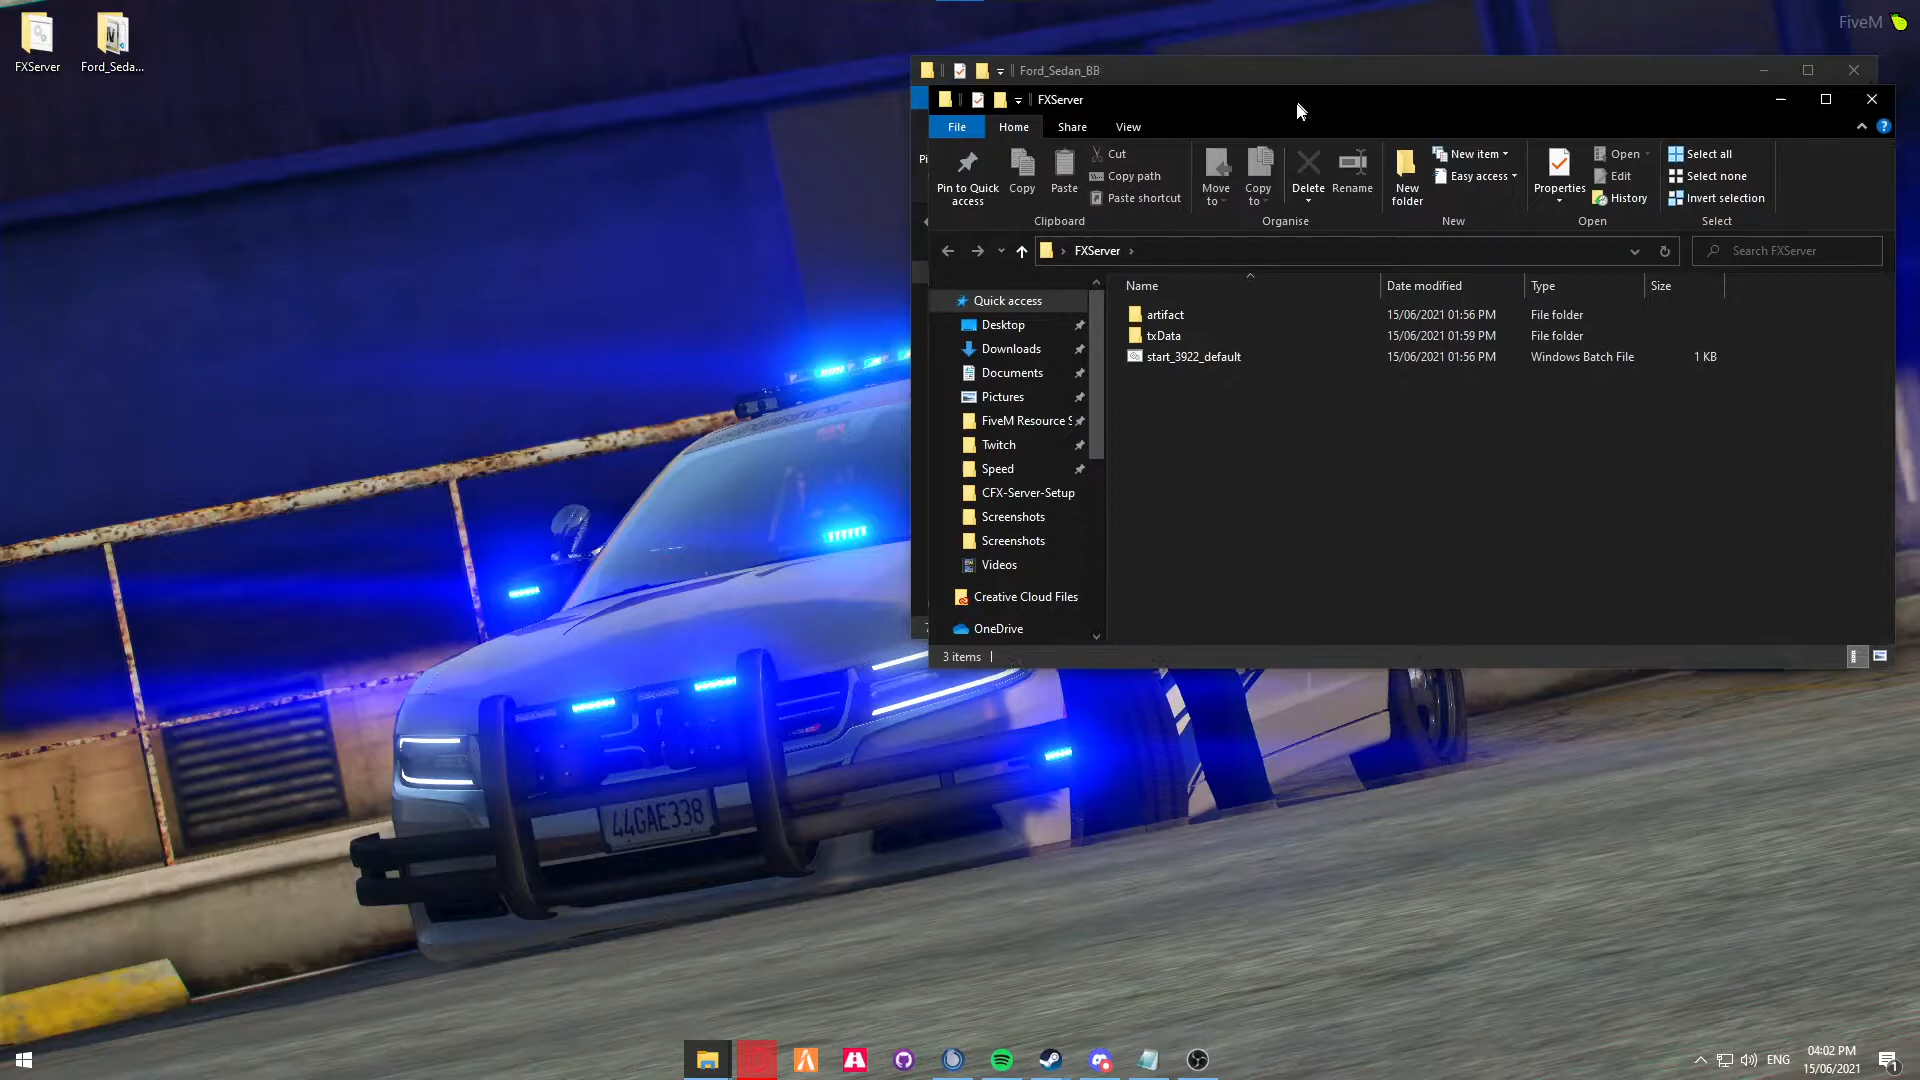 FXServer
Ford_Seda...
FiveM
Ford_Sedan_BB
FXServer
File
Home
Share
View
Pin to Quick access
Copy
Paste
Cut
Copy path
Paste shortcut
Clipboard
Move to
Copy to
Delete
Rename
Organise
New folder
New item
Easy access
New
Properties
Open
Edit
History
Open
Select all
Select none
Invert selection
Select
FXServer
Search FXServer
Name
Date modified
Type
Size
artifact
15/06/2021 01:56 PM
File folder
txData
15/06/2021 01:59 PM
File folder
start_3922_default
15/06/2021 01:56 PM
Windows Batch File
1 KB
Quick access
Desktop
Downloads
Documents
Pictures
FiveM Resource S
Twitch
Speed
CFX-Server-Setup
Screenshots
Screenshots
Videos
Creative Cloud Files
OneDrive
3 items
44GAE338
ENG
04:02 PM
15/06/2021
1